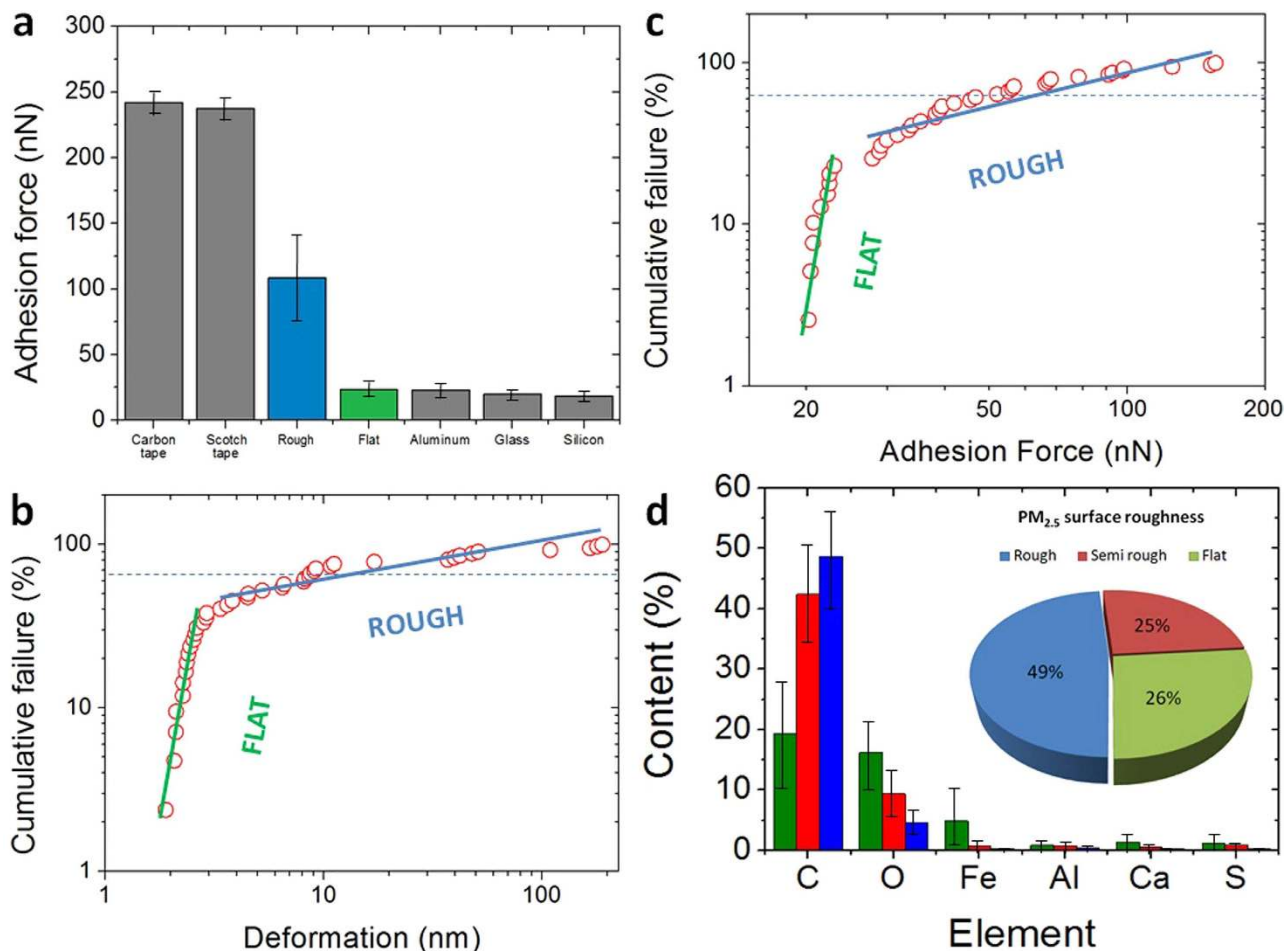 a
300
250
200
150
100
50
0
Adhesion force (nN)
Carbon tape
Scotch tape
Rough
Flat
Aluminum
Glass
Silicon
c
100
10
1
Cumulative failure (%)
ROUGH
FLAT
20
50
100
200
Adhesion Force (nN)
b
100
10
1
Cumulative failure (%)
ROUGH
FLAT
1
10
100
Deformation (nm)
d
60
50
40
30
20
10
0
Content (%)
PM2.5 surface roughness
Rough
Semi rough
Flat
25%
49%
26%
C
O
Fe
Al
Ca
S
Element